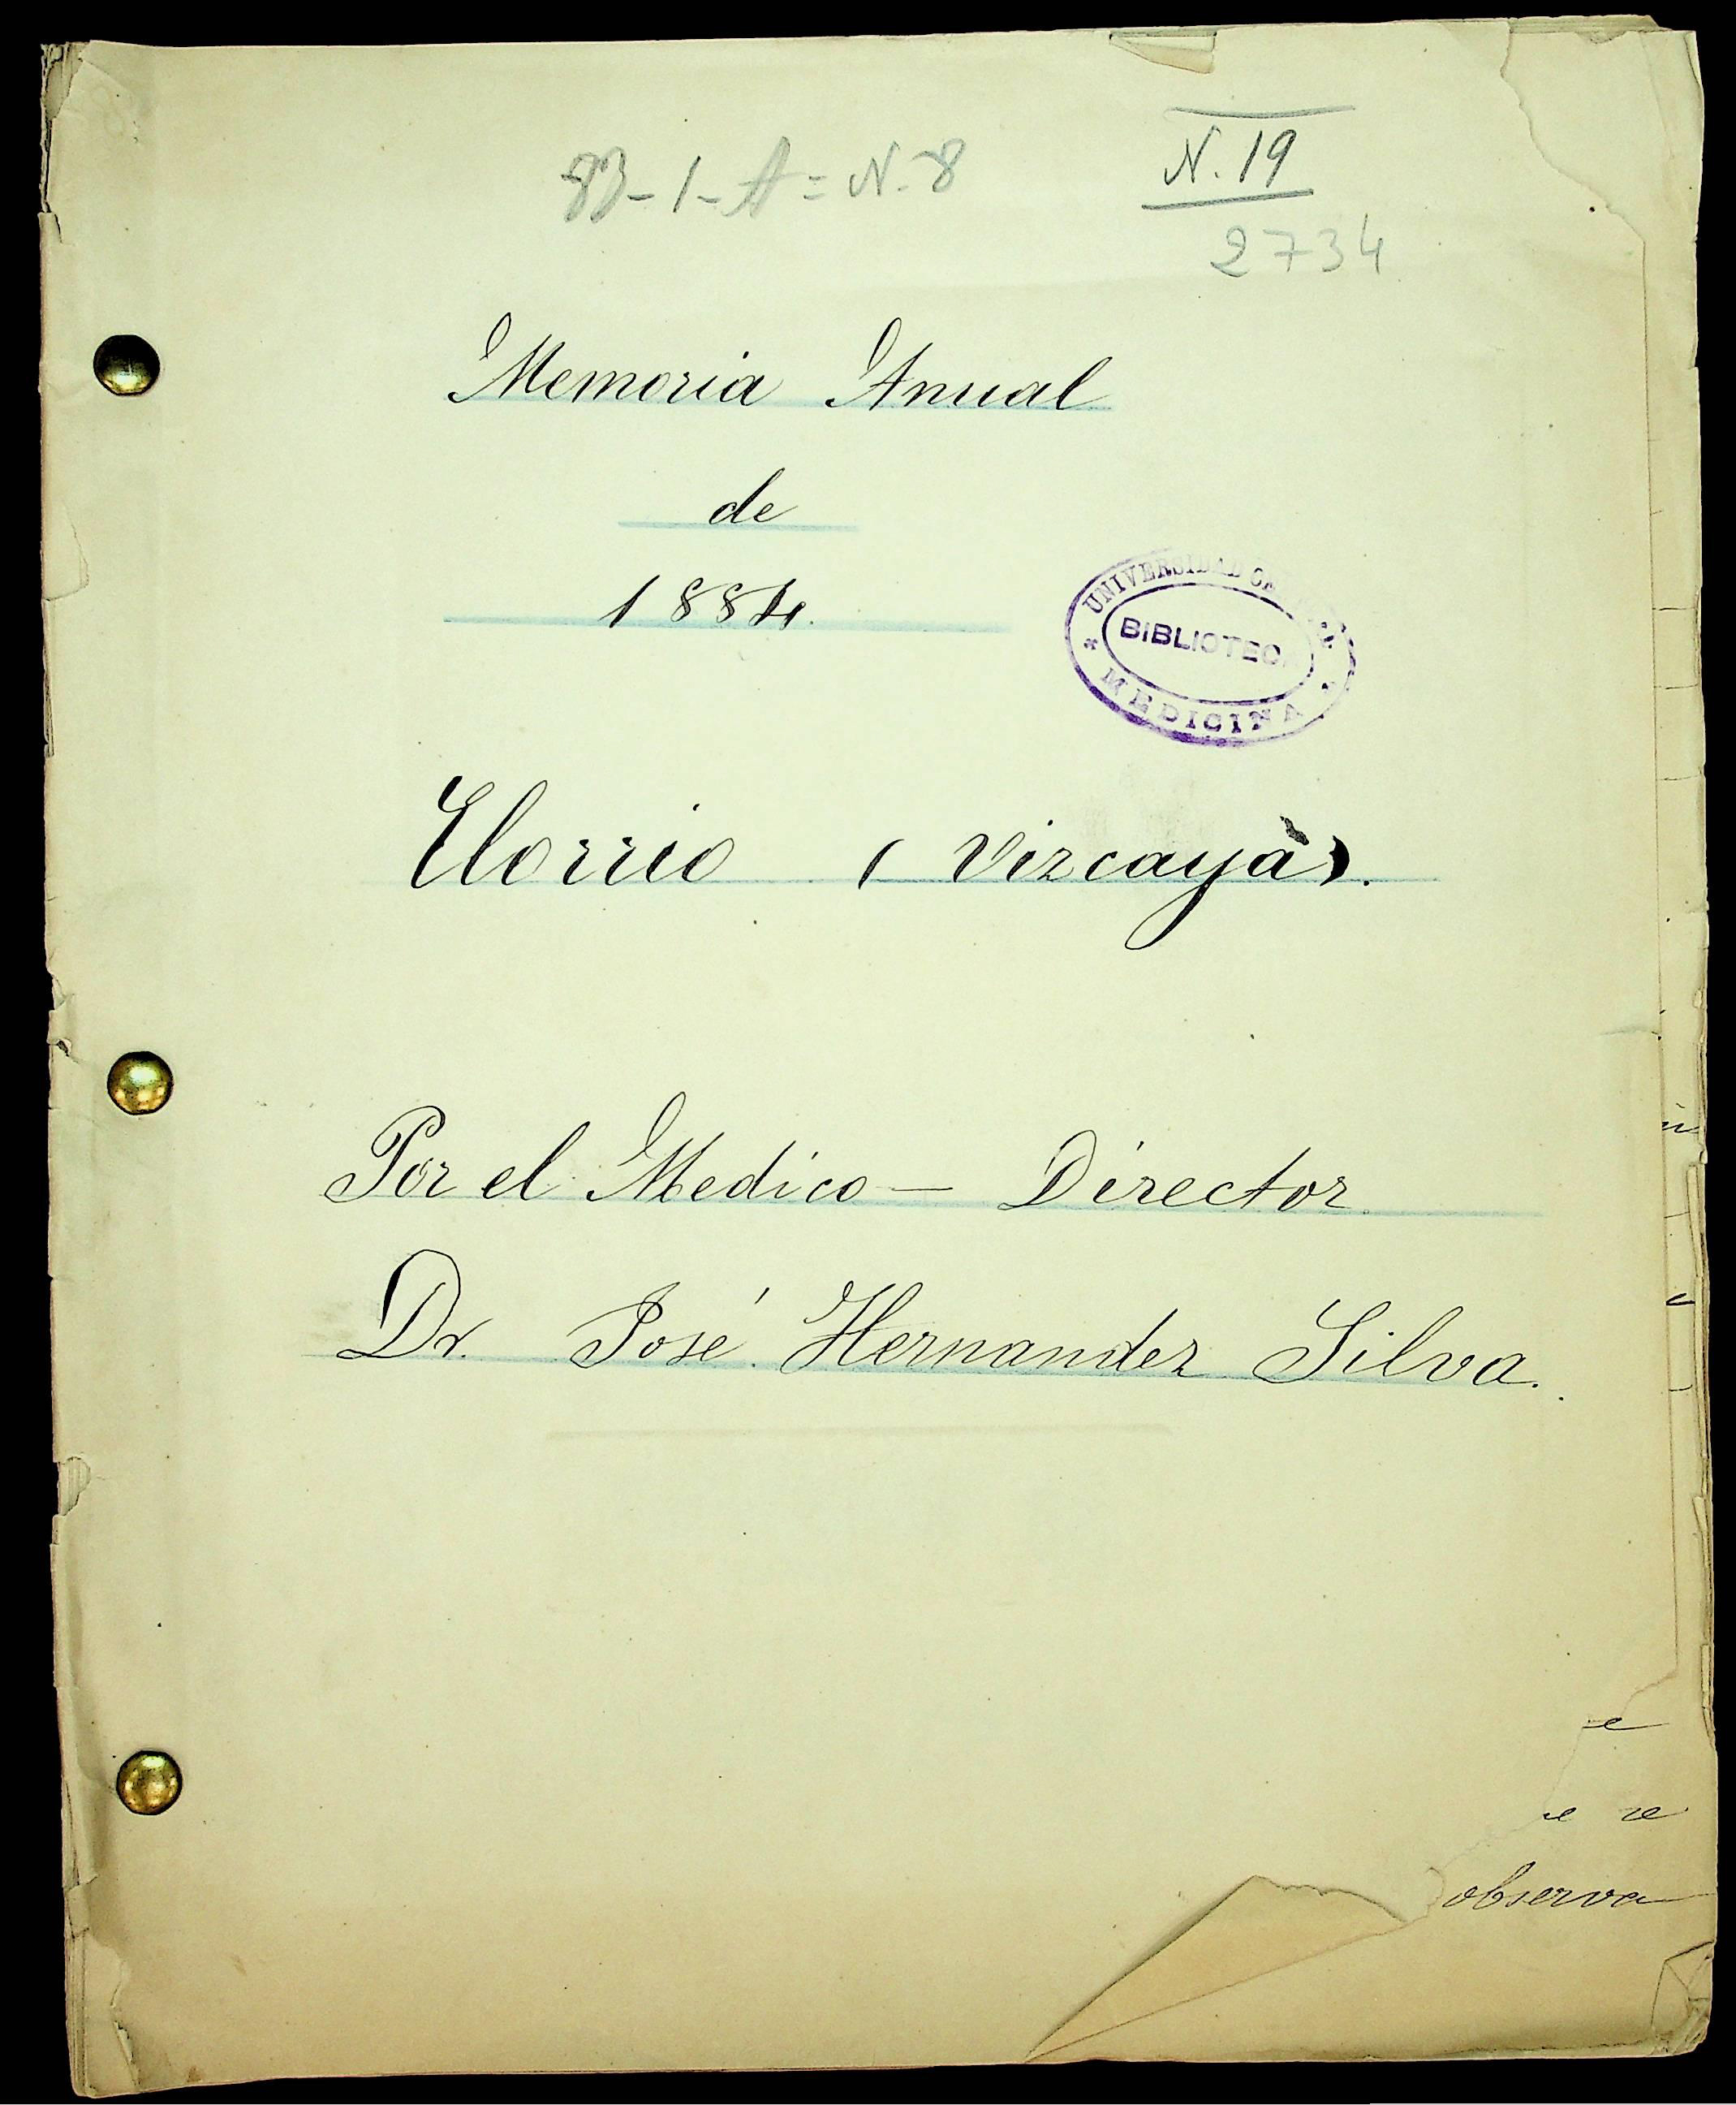 83-1-A = N. 8
N. 19
2734
Memoria Anual
de
1884.
UNIVERSIDAD
BIBLIOTECA
MEDICINA
Elorrio (Vizcaya).
Por el Medico — Director.
Dr. José Hernandez Silva.
e
observa